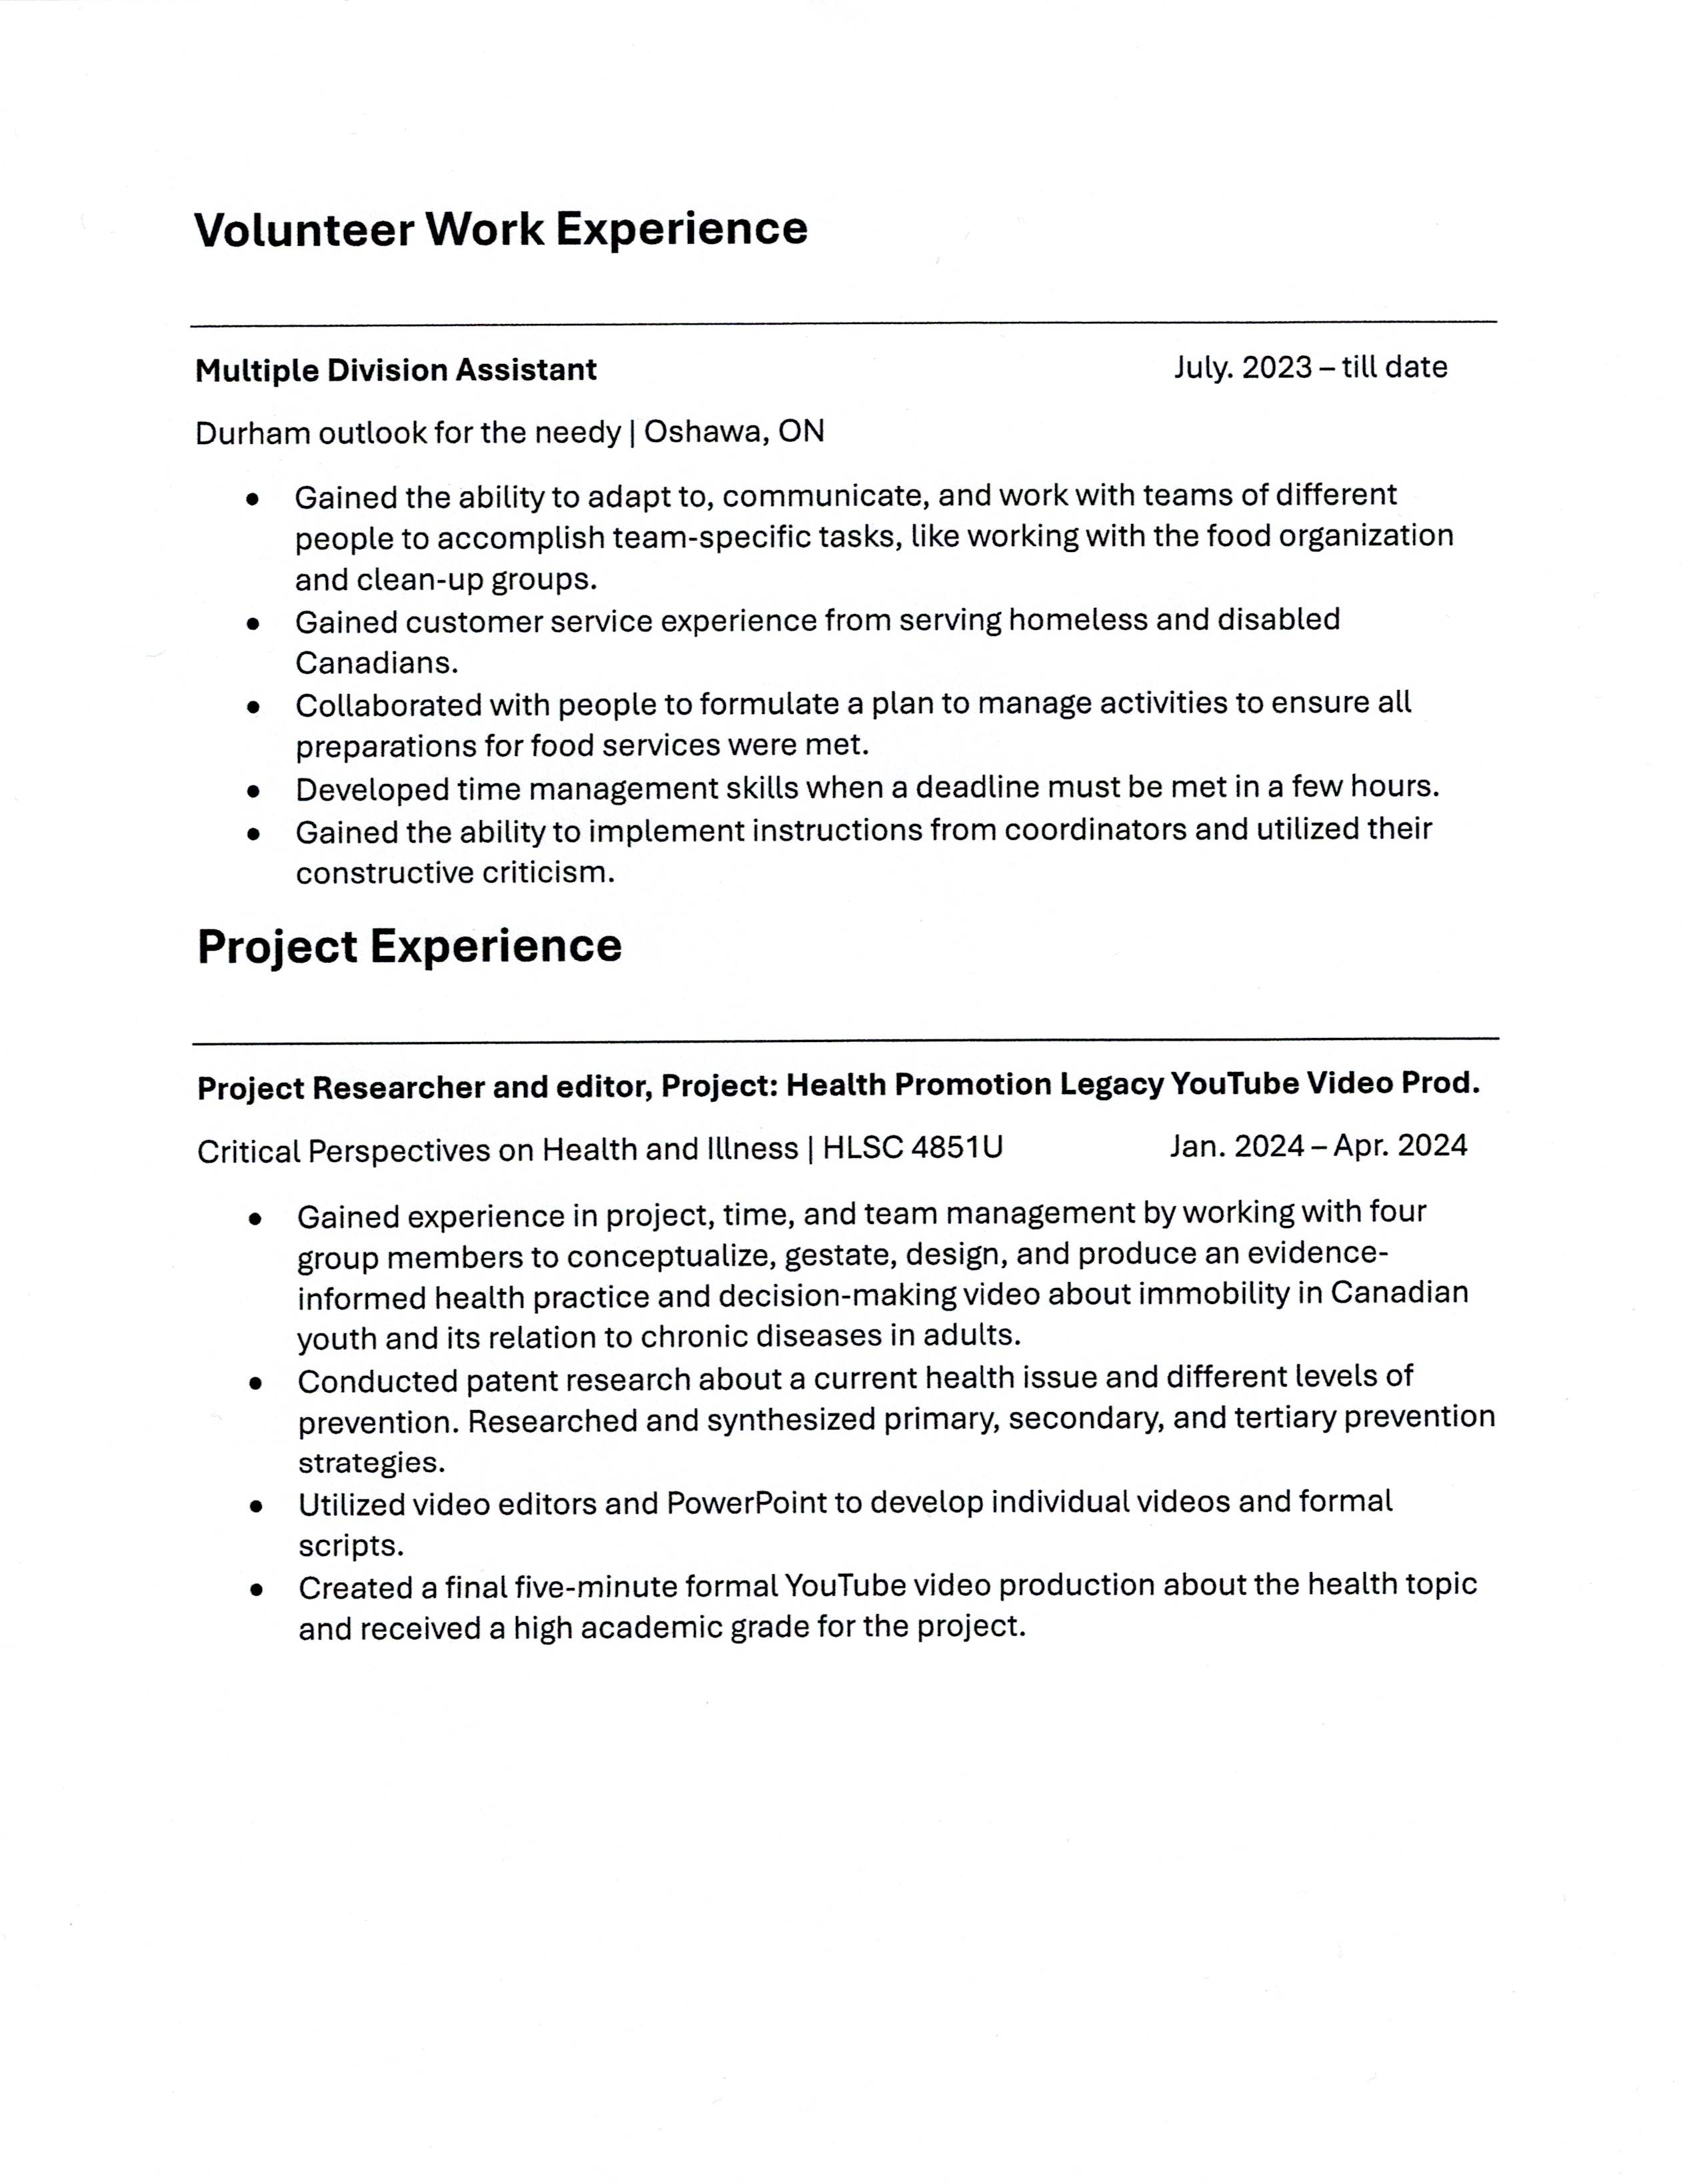 Volunteer Work Experience
Multiple Division Assistant July. 2023 – till date
Durham outlook for the needy | Oshawa, ON
• Gained the ability to adapt to, communicate, and work with teams of different
people to accomplish team-specific tasks, like working with the food organization
and clean-up groups.
• Gained customer service experience from serving homeless and disabled
Canadians.
• Collaborated with people to formulate a plan to manage activities to ensure all
preparations for food services were met.
• Developed time management skills when a deadline must be met in a few hours.
• Gained the ability to implement instructions from coordinators and utilized their
constructive criticism.
Project Experience
Project Researcher and editor, Project: Health Promotion Legacy YouTube Video Prod.
Critical Perspectives on Health and Illness | HLSC 4851U Jan. 2024 – Apr. 2024
• Gained experience in project, time, and team management by working with four
group members to conceptualize, gestate, design, and produce an evidence-
informed health practice and decision-making video about immobility in Canadian
youth and its relation to chronic diseases in adults.
• Conducted patent research about a current health issue and different levels of
prevention. Researched and synthesized primary, secondary, and tertiary prevention
strategies.
• Utilized video editors and PowerPoint to develop individual videos and formal
scripts.
• Created a final five-minute formal YouTube video production about the health topic
and received a high academic grade for the project.